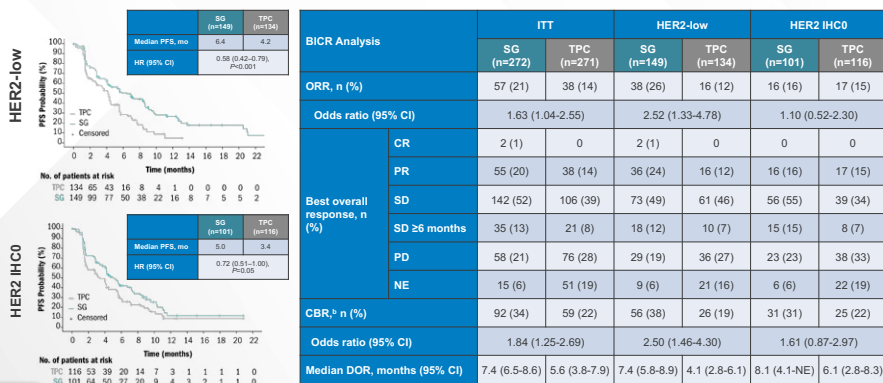 HER2-low
SG (n=149) TPC (n=134)
Median PFS, mo 6.4 4.2
HR (95% CI) 0.58 (0.42–0.79), P<0.001
PFS Probability (%)
100
90
80
70
60
50
40
30
20
10
0
TPC
SG
Censored
0 2 4 6 8 10 12 14 16 18 20 22
Time (months)
No. of patients at risk
TPC 134 65 43 16 8 4 1 0 0 0 0 0
SG 149 99 77 50 38 22 16 8 7 5 5 2
HER2 IHC0
SG (n=101) TPC (n=116)
Median PFS, mo 5.0 3.4
HR (95% CI) 0.72 (0.51–1.00), P=0.05
PFS Probability (%)
100
90
80
70
60
50
40
30
20
10
0
TPC
SG
Censored
0 2 4 6 8 10 12 14 16 18 20 22 24
Time (months)
No. of patients at risk
TPC 116 53 39 20 14 7 3 1 1 1 1 0
SG 101 64 50 27 20 9 4 3 2 1 1 0
BICR Analysis ITT HER2-low HER2 IHC0
SG (n=272) TPC (n=271) SG (n=149) TPC (n=134) SG (n=101) TPC (n=116)
ORR, n (%) 57 (21) 38 (14) 38 (26) 16 (12) 16 (16) 17 (15)
Odds ratio (95% CI) 1.63 (1.04-2.55) 2.52 (1.33-4.78) 1.10 (0.52-2.30)
Best overall response, n (%)
CR 2 (1) 0 2 (1) 0 0 0
PR 55 (20) 38 (14) 36 (24) 16 (12) 16 (16) 17 (15)
SD 142 (52) 106 (39) 73 (49) 61 (46) 56 (55) 39 (34)
SD ≥6 months 35 (13) 21 (8) 18 (12) 10 (7) 15 (15) 8 (7)
PD 58 (21) 76 (28) 29 (19) 36 (27) 23 (23) 38 (33)
NE 15 (6) 51 (19) 9 (6) 21 (16) 6 (6) 22 (19)
CBR,ᵇ n (%) 92 (34) 59 (22) 56 (38) 26 (19) 31 (31) 25 (22)
Odds ratio (95% CI) 1.84 (1.25-2.69) 2.50 (1.46-4.30) 1.61 (0.87-2.97)
Median DOR, months (95% CI) 7.4 (6.5-8.6) 5.6 (3.8-7.9) 7.4 (5.8-8.9) 4.1 (2.8-6.1) 8.1 (4.1-NE) 6.1 (2.8-8.3)